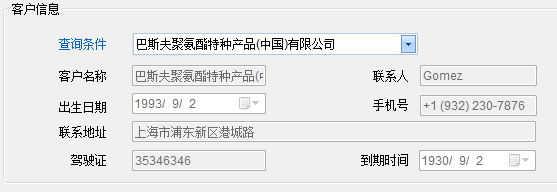 客户信息
查询条件 巴斯夫聚氨酯特种产品(中国)有限公司
客户名称 巴斯夫聚氨酯特种产品(中 联系人 Gomez
出生日期 1993/ 9/ 2 手机号 +1 (932) 230-7876
联系地址 上海市浦东新区港城路
驾驶证 35346346 到期时间 1930/ 9/ 2